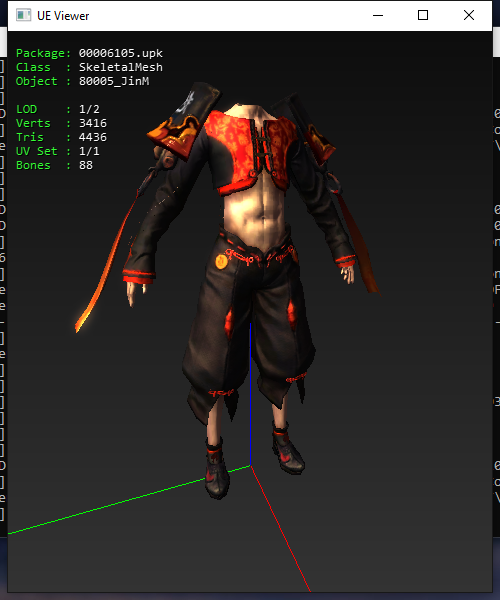 UE Viewer
Package: 00006105.upk
Class : SkeletalMesh
Object : 80005_JinM
LOD : 1/2
Verts : 3416
Tris : 4436
UV Set : 1/1
Bones : 88